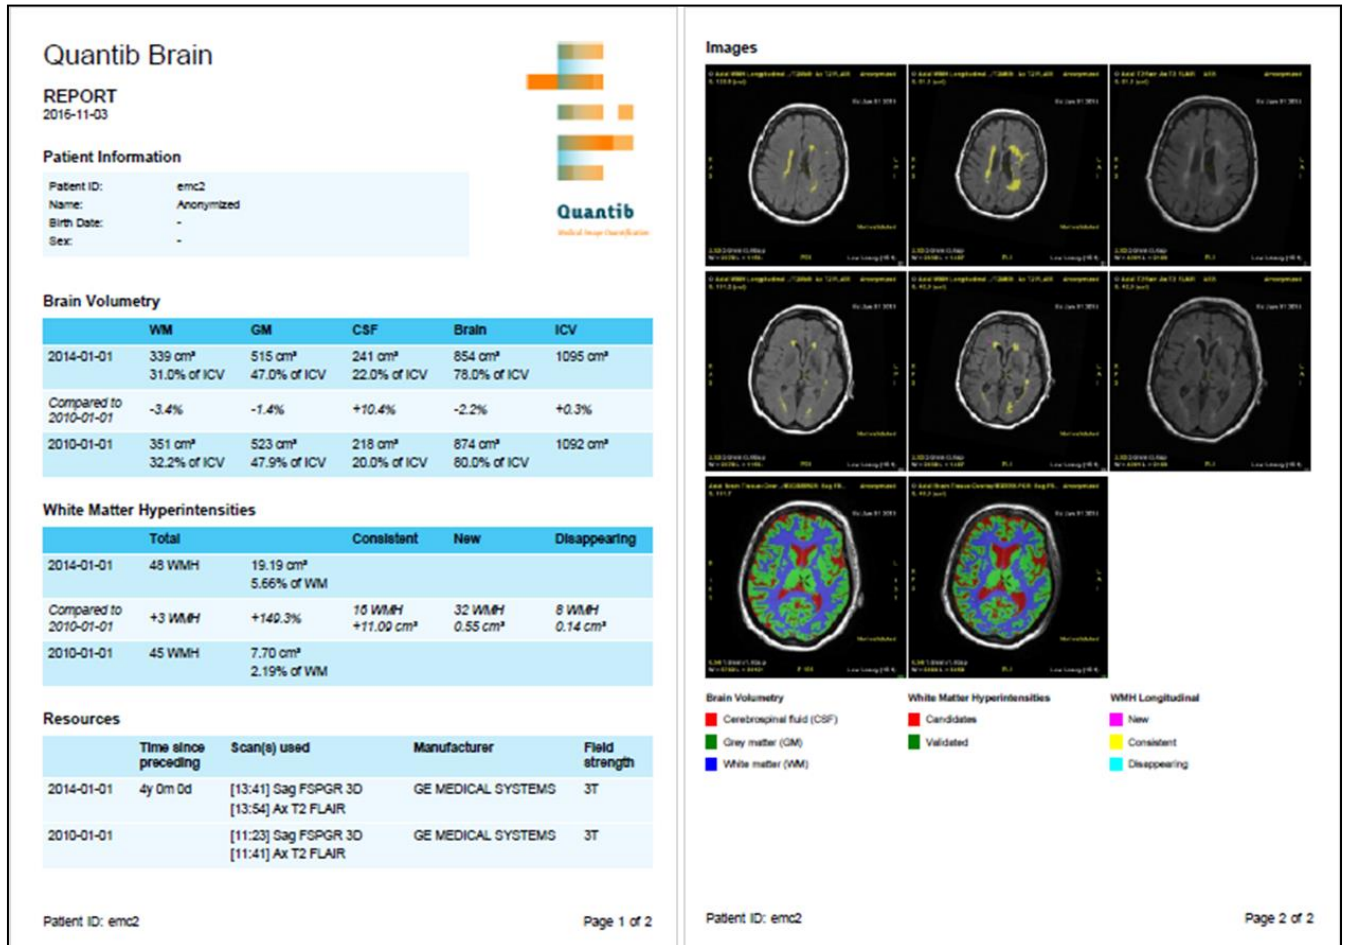 Quantib Brain
REPORT
2016-11-03
Patient Information
Patient ID: emc2
Name: Anonymized
Birth Date: -
Sex: -
Quantib
Medical Image Quantification
Brain Volumetry
WM GM CSF Brain ICV
2014-01-01 339 cm³ 515 cm³ 241 cm³ 854 cm³ 1095 cm³
31.0% of ICV 47.0% of ICV 22.0% of ICV 78.0% of ICV
Compared to -3.4% -1.4% +10.4% -2.2% +0.3%
2010-01-01
2010-01-01 351 cm³ 523 cm³ 218 cm³ 874 cm³ 1092 cm³
32.2% of ICV 47.9% of ICV 20.0% of ICV 80.0% of ICV
White Matter Hyperintensities
Total Consistent New Disappearing
2014-01-01 48 WMH 19.19 cm³
5.66% of WM
Compared to +3 WMH +149.3% 16 WMH 32 WMH 8 WMH
2010-01-01 +11.09 cm³ 0.55 cm³ 0.14 cm³
2010-01-01 45 WMH 7.70 cm³
2.19% of WM
Resources
Time since Scan(s) used Manufacturer Field
preceding strength
2014-01-01 4y 0m 0d [13:41] Sag FSPGR 3D GE MEDICAL SYSTEMS 3T
[13:54] Ax T2 FLAIR
2010-01-01 [11:23] Sag FSPGR 3D GE MEDICAL SYSTEMS 3T
[11:41] Ax T2 FLAIR
Patient ID: emc2 Page 1 of 2
Images
Brain Volumetry
Cerebrospinal fluid (CSF)
Grey matter (GM)
White matter (WM)
White Matter Hyperintensities
Candidates
Validated
WMH Longitudinal
New
Consistent
Disappearing
Patient ID: emc2 Page 2 of 2